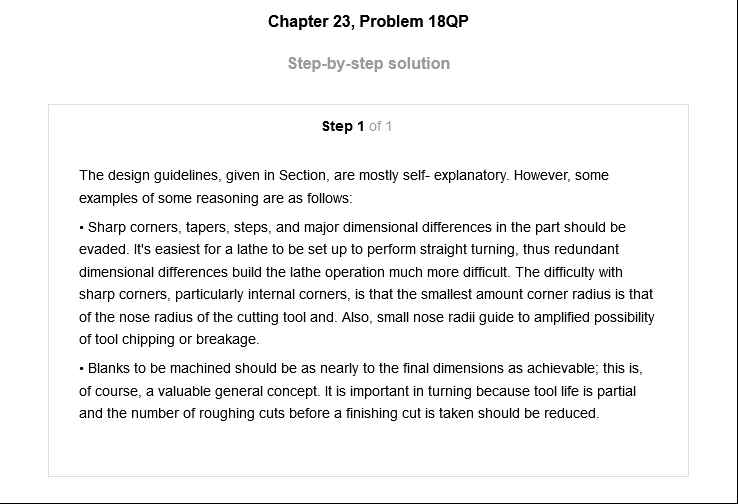 Chapter 23, Problem 18QP
Step-by-step solution
Step 1 of 1
The design guidelines, given in Section, are mostly self- explanatory. However, some
examples of some reasoning are as follows:
• Sharp corners, tapers, steps, and major dimensional differences in the part should be
evaded. It's easiest for a lathe to be set up to perform straight turning, thus redundant
dimensional differences build the lathe operation much more difficult. The difficulty with
sharp corners, particularly internal corners, is that the smallest amount corner radius is that
of the nose radius of the cutting tool and. Also, small nose radii guide to amplified possibility
of tool chipping or breakage.
• Blanks to be machined should be as nearly to the final dimensions as achievable; this is,
of course, a valuable general concept. It is important in turning because tool life is partial
and the number of roughing cuts before a finishing cut is taken should be reduced.